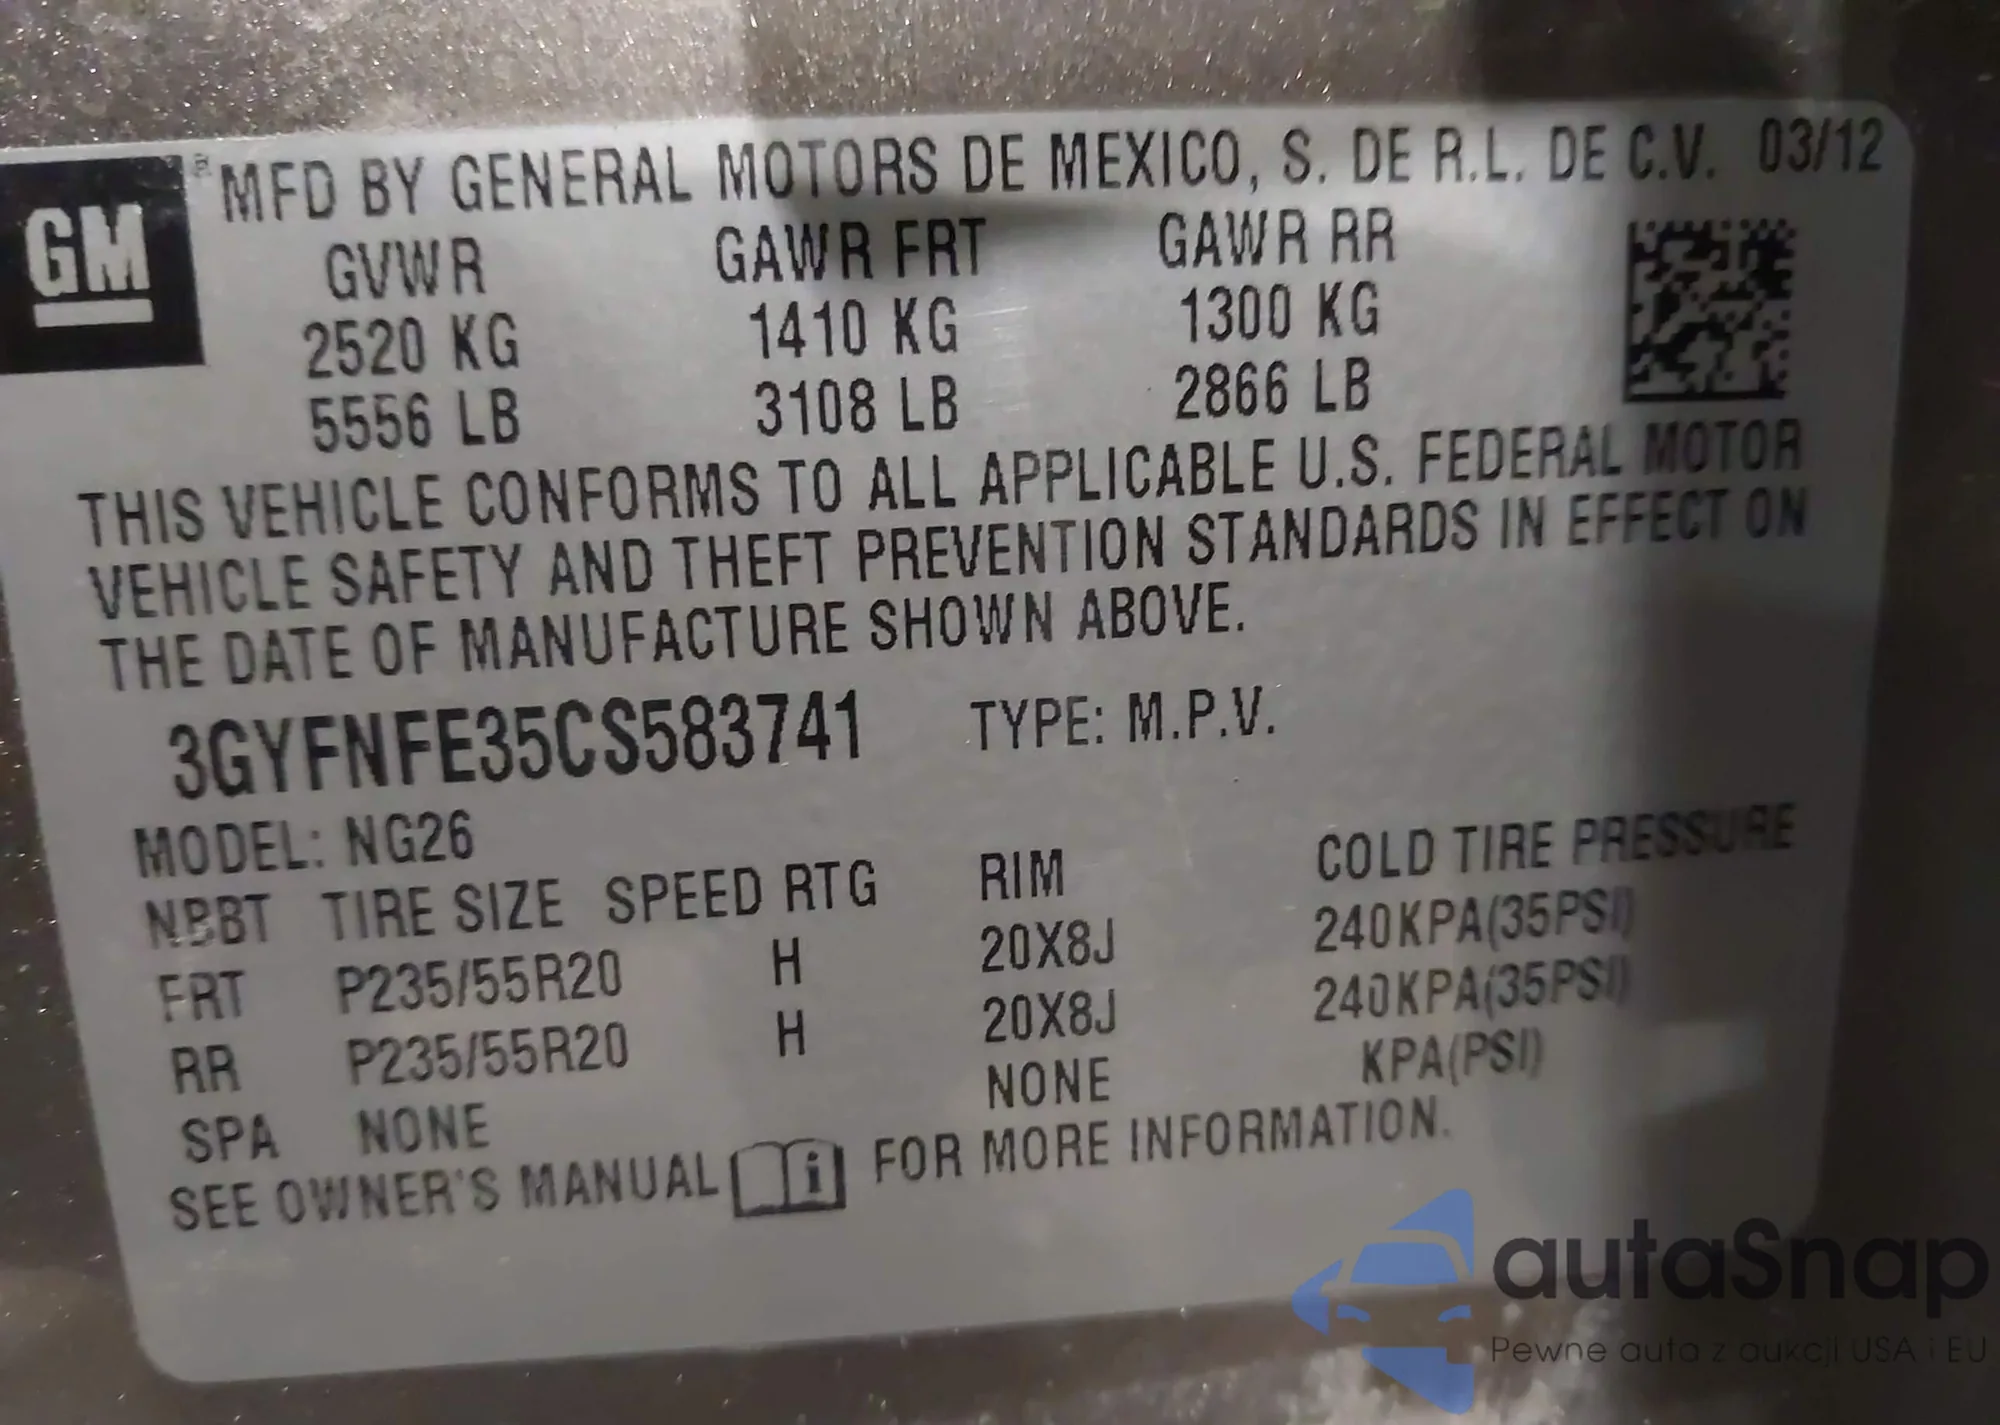 GM
MFD BY GENERAL MOTORS DE MEXICO, S. DE R.L. DE C.V. 03/12
GVWR GAWR FRT GAWR RR
2520 KG 1410 KG 1300 KG
5556 LB 3108 LB 2866 LB
THIS VEHICLE CONFORMS TO ALL APPLICABLE U.S. FEDERAL MOTOR
VEHICLE SAFETY AND THEFT PREVENTION STANDARDS IN EFFECT ON
THE DATE OF MANUFACTURE SHOWN ABOVE.
3GYFNFE35CS583741 TYPE: M.P.V.
MODEL: NG26
NBBT TIRE SIZE SPEED RTG RIM COLD TIRE PRESSURE
FRT P235/55R20 H 20X8J 240KPA(35PSI)
RR P235/55R20 H 20X8J 240KPA(35PSI)
SPA NONE NONE KPA(PSI)
SEE OWNER'S MANUAL i FOR MORE INFORMATION.
autaSnap
Pewne auta z aukcji USA i EU